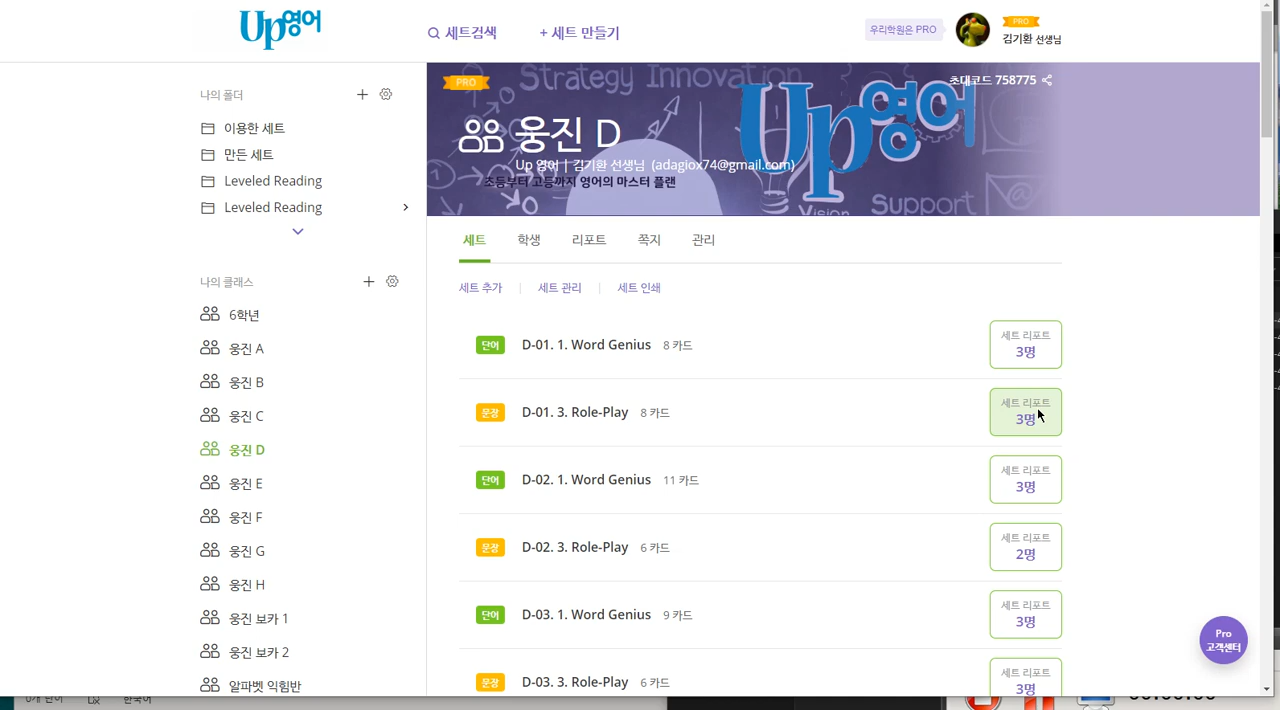 Up영어
세트검색
+ 세트 만들기
우리학원은 PRO
PRO
김기환 선생님
나의 폴더
이용한 세트
만든 세트
Leveled Reading
Leveled Reading
나의 클래스
6학년
웅진 A
웅진 B
웅진 C
웅진 D
웅진 E
웅진 F
웅진 G
웅진 H
웅진 보카 1
웅진 보카 2
알파벳 익힘반
PRO
Strategy Innovation
초대코드 758775
웅진 D
Up영어
Up 영어 | 김기환 선생님 (adagiox74@gmail.com)
초등부터 고등까지 영어의 마스터 플랜
Vision
Support
세트 학생 리포트 쪽지 관리
세트 추가 | 세트 관리 | 세트 인쇄
단어 D-01. 1. Word Genius 8 카드 세트 리포트 3명
문장 D-01. 3. Role-Play 8 카드 세트 리포트 3명
단어 D-02. 1. Word Genius 11 카드 세트 리포트 3명
문장 D-02. 3. Role-Play 6 카드 세트 리포트 2명
단어 D-03. 1. Word Genius 9 카드 세트 리포트 3명
문장 D-03. 3. Role-Play 6 카드 세트 리포트 3명
Pro
고객센터
한국어